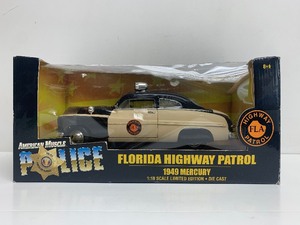 HIGHWAY
FLA
PATROL
AMERICAN MUSCLE
POLICE
FLORIDA HIGHWAY PATROL
1949 MERCURY
1:18 SCALE LIMITED EDITION • DIE CAST